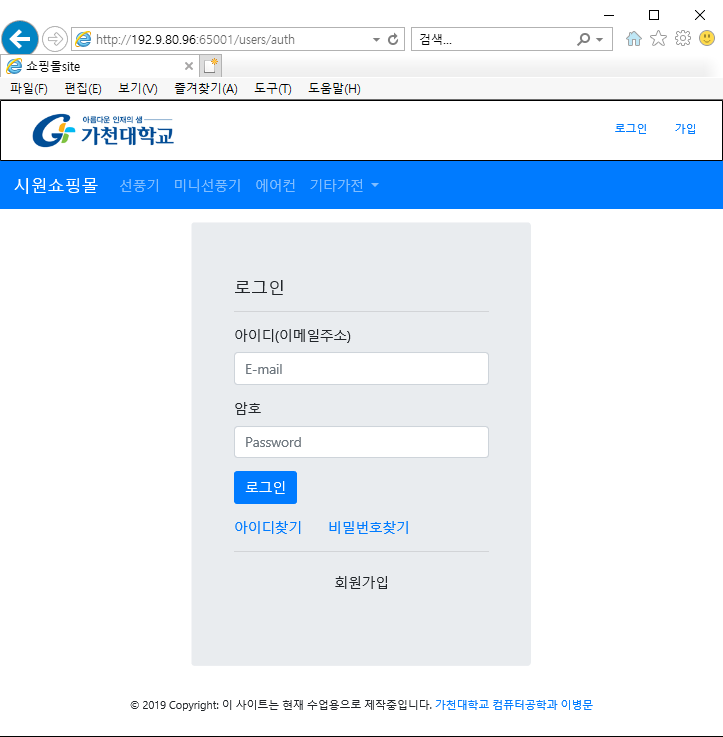 http://192.9.80.96:65001/users/auth
검색...
쇼핑몰site
파일(F) 편집(E) 보기(V) 즐겨찾기(A) 도구(T) 도움말(H)
아름다운 인재의 샘
가천대학교
로그인 가입
시원쇼핑몰 선풍기 미니선풍기 에어컨 기타가전
로그인
아이디(이메일주소)
E-mail
암호
Password
로그인
아이디찾기 비밀번호찾기
회원가입
© 2019 Copyright: 이 사이트는 현재 수업용으로 제작중입니다. 가천대학교 컴퓨터공학과 이병문